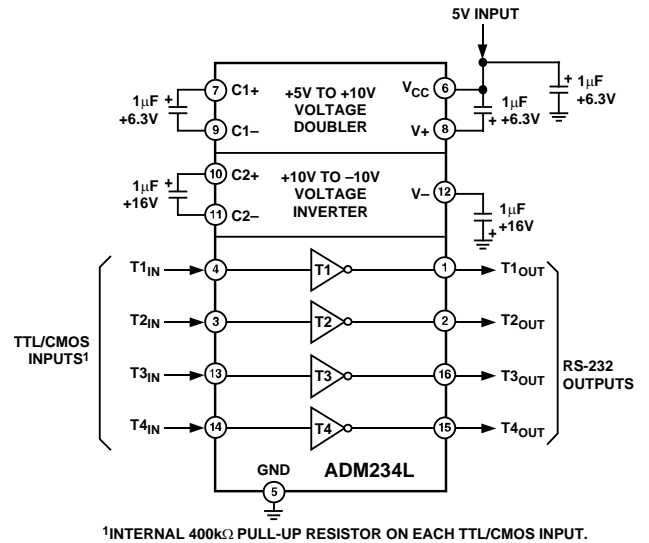 5V INPUT
7 C1+ +5V TO +10V VCC 6
1μF + +6.3V VOLTAGE DOUBLER 1μF + +6.3V + 1μF +6.3V
9 C1– V+ 8
10 C2+ +10V TO –10V
1μF + +16V VOLTAGE V– 12
11 C2– INVERTER 1μF + +16V
T1IN 4 T1 1 T1OUT
T2IN 3 T2 2 T2OUT
TTL/CMOS
INPUTS1
T3IN 13 T3 16 T3OUT
RS-232
OUTPUTS
T4IN 14 T4 15 T4OUT
GND ADM234L
5
1INTERNAL 400kΩ PULL-UP RESISTOR ON EACH TTL/CMOS INPUT.